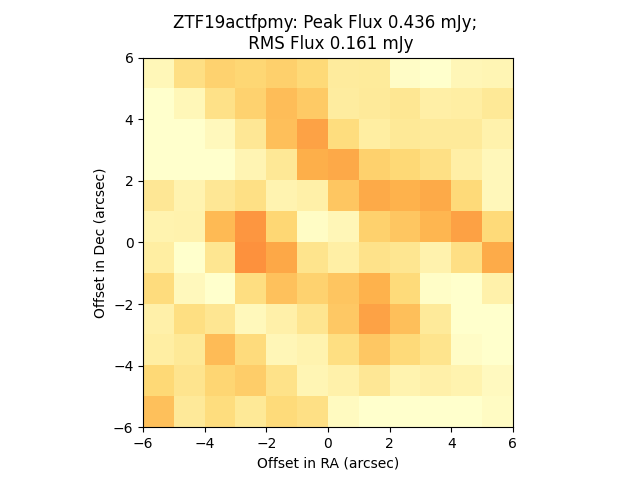 ZTF19actfpmy: Peak Flux 0.436 mJy;
RMS Flux 0.161 mJy
6
4
2
0
−2
−4
−6
Offset in Dec (arcsec)
−6 −4 −2 0 2 4 6
Offset in RA (arcsec)